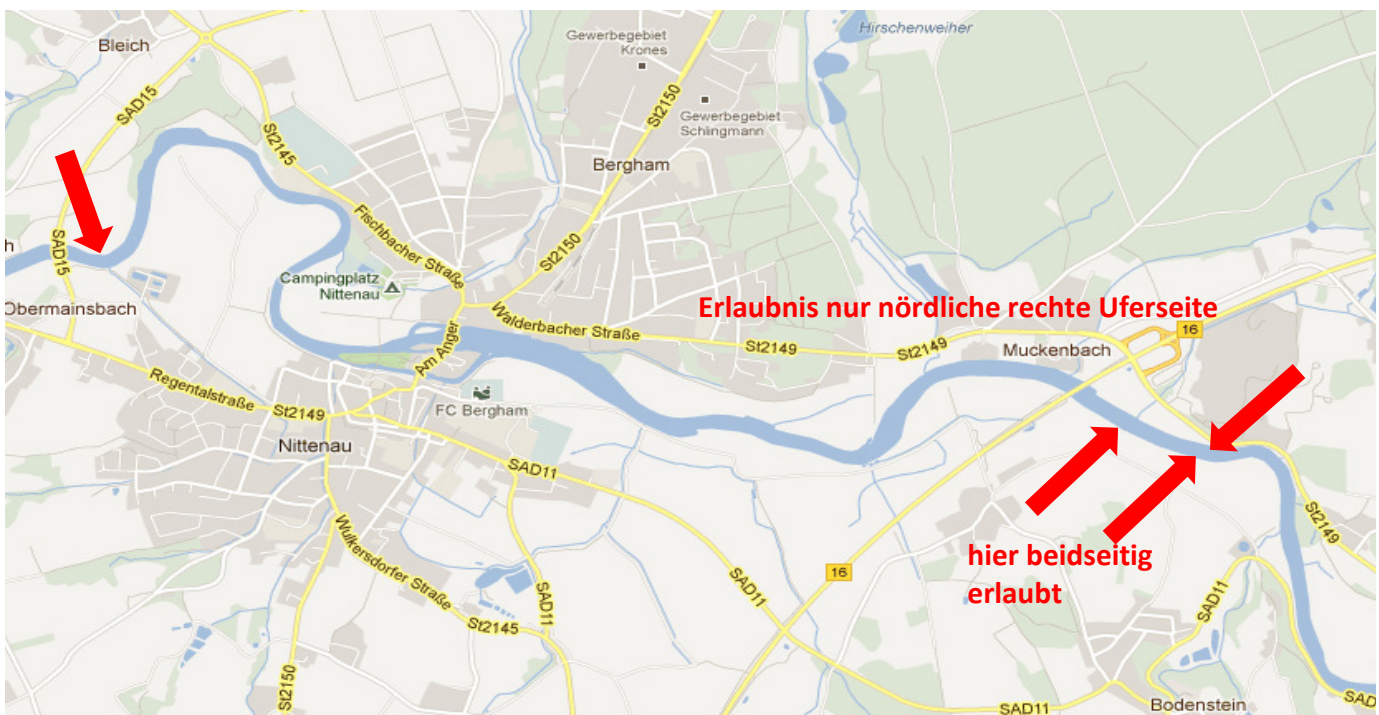 Bleich
Gewerbegebiet
Krones
Hirschenweiher
SAD15
St2145
St2150
Gewerbegebiet
Schlingmann
Bergham
Fischbacher Straße
SAD15
h
St2150
Campingplatz
Nittenau
Obermainsbach
Erlaubnis nur nördliche rechte Uferseite
16
Walderbacher Straße
St2149
St2149
Muckenbach
Am Anger
Regentalstraße
St2149
FC Bergham
Nittenau
SAD11
St2149
Wulkersdorfer Straße
hier beidseitig
erlaubt
16
SAD11
SAD11
SAD11
St2145
St2150
SAD11
Bodenstein
SAD